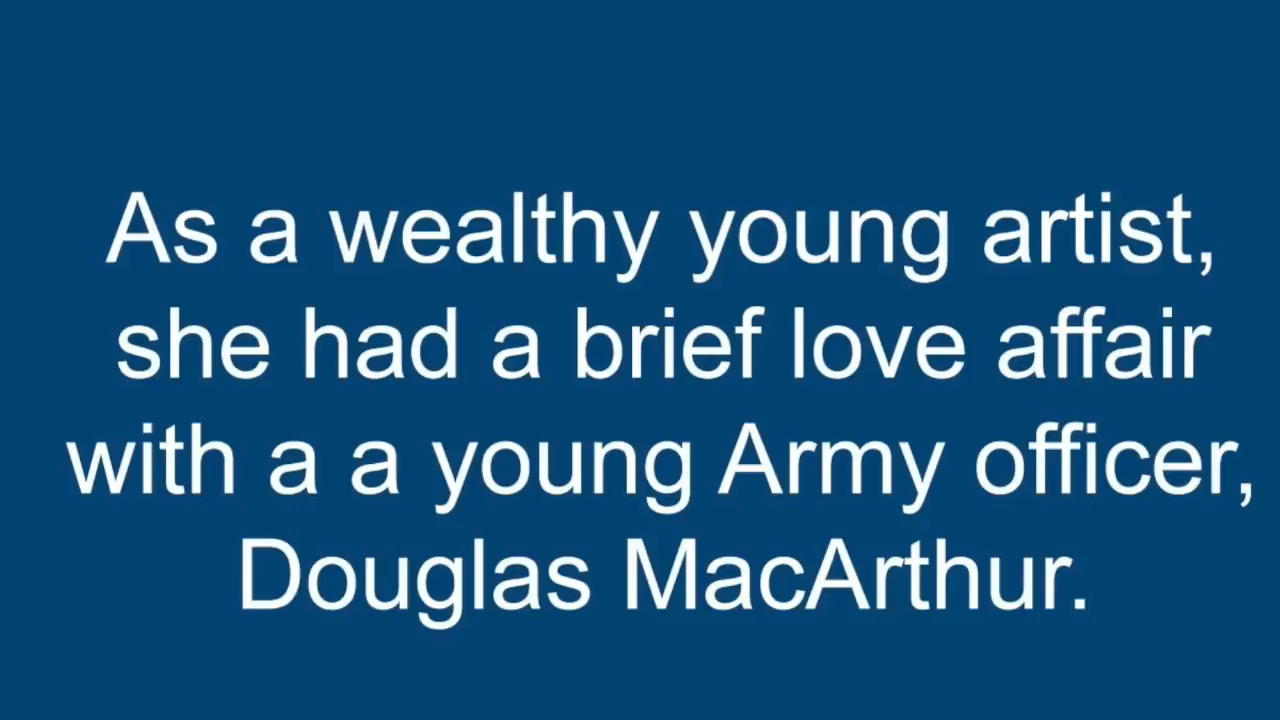 As a wealthy young artist,
she had a brief love affair
with a a young Army officer,
Douglas MacArthur.